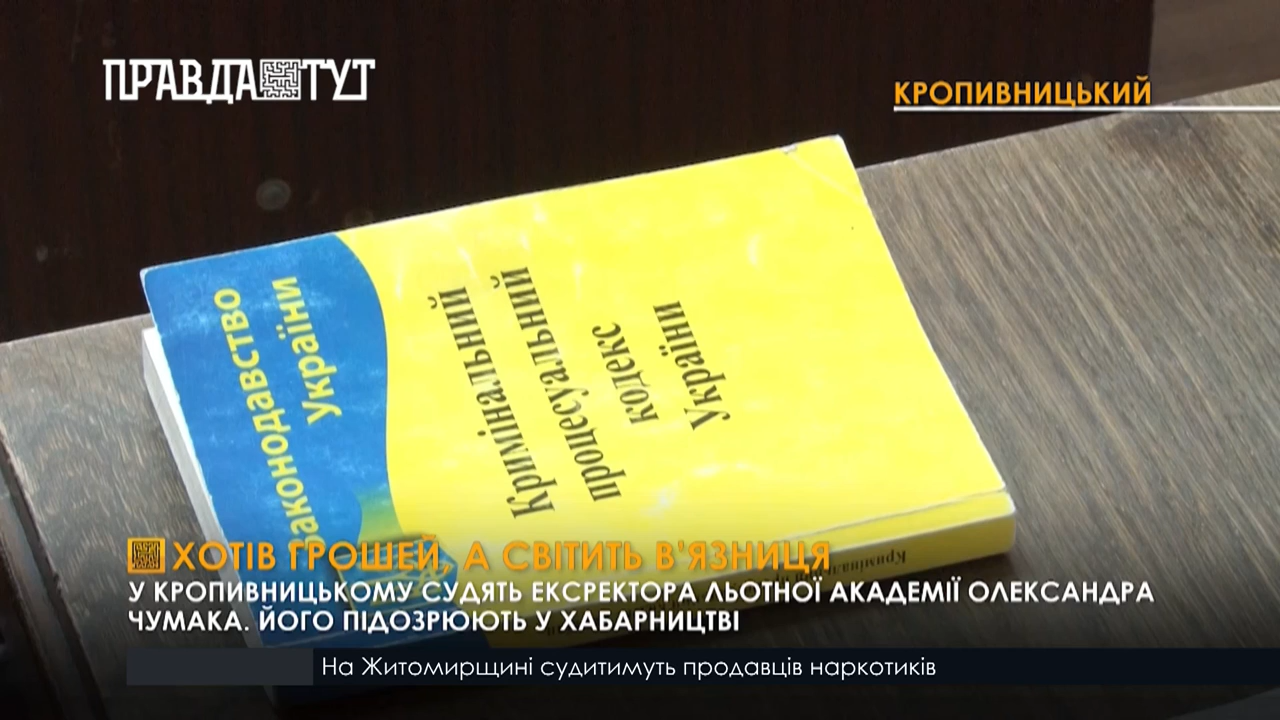 ПРАВДА ТУТ
КРОПИВНИЦЬКИЙ
Законодавство
України
Кримінальний
процесуальний
кодекс
України
ХОТІВ ГРОШЕЙ, А СВІТИТЬ В'ЯЗНИЦЯ
У КРОПИВНИЦЬКОМУ СУДЯТЬ ЕКСРЕКТОРА ЛЬОТНОЇ АКАДЕМІЇ ОЛЕКСАНДРА
ЧУМАКА. ЙОГО ПІДОЗРЮЮТЬ У ХАБАРНИЦТВІ
На Житомирщині судитимуть продавців наркотиків